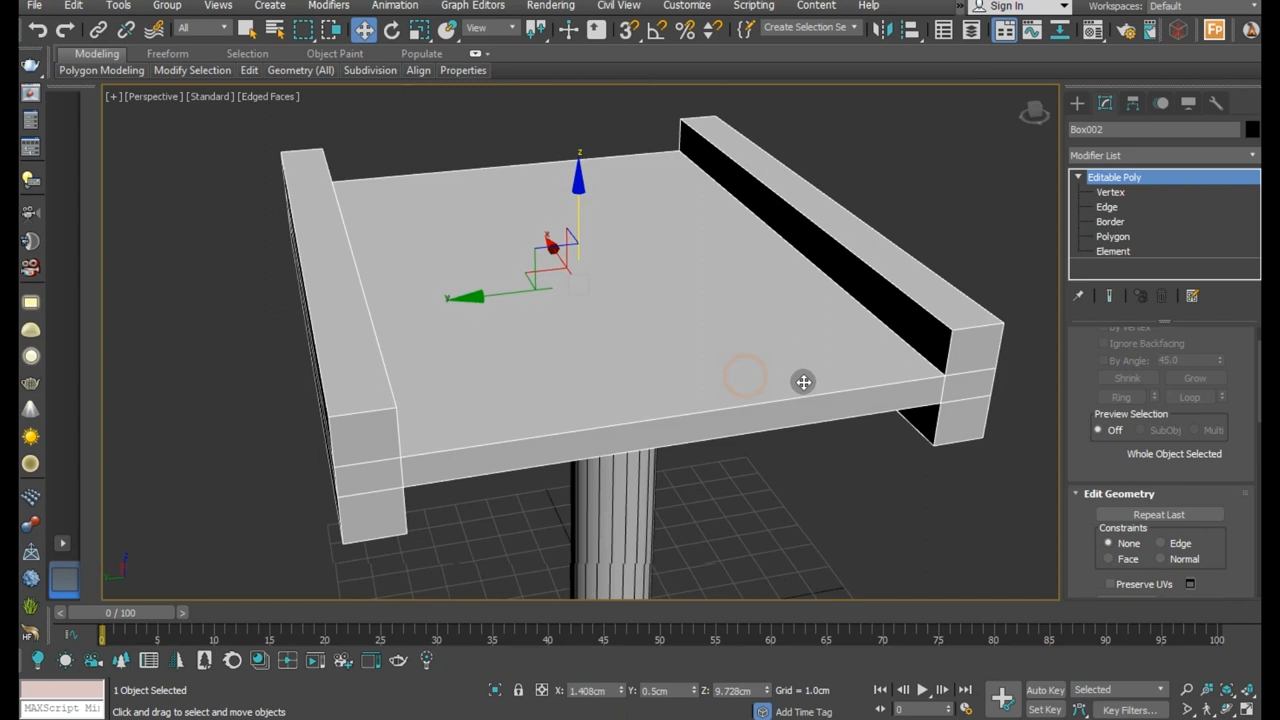 File Edit Tools Group Views Create Modifiers Animation Graph Editors Rendering Civil View Customize Scripting Content Help » Sign In Workspaces: Default
All View Create Selection Se Fp
Modeling Freeform Selection Object Paint Populate
Polygon Modeling Modify Selection Edit Geometry (All) Subdivision Align Properties
[+] [Perspective] [Standard] [Edged Faces]
Box002
Modifier List
Editable Poly
Vertex
Edge
Border
Polygon
Element
By Vertex
Ignore Backfacing
By Angle: 45.0
Shrink Grow
Ring Loop
Preview Selection
Off SubObj Multi
Whole Object Selected
Edit Geometry
Repeat Last
Constraints
None Edge
Face Normal
Preserve UVs
z
x
y
z
y
HF
< 0 / 100 >
0 5 10 15 20 25 30 35 40 45 50 55 60 65 70 75 80 85 90 95 100
1 Object Selected X: 1.408cm Y: 0.5cm Z: 9.728cm Grid = 1.0cm Auto Key Selected
MAXScript Mi Click and drag to select and move objects Add Time Tag 0 Set Key Key Filters...